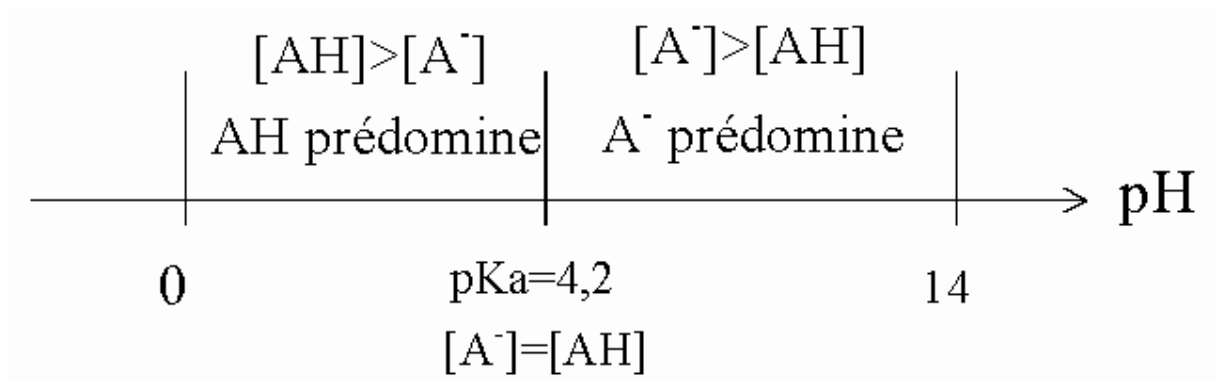 [AH]>[A⁻] [A⁻]>[AH]
AH prédomine A⁻ prédomine
pH
0 pKa=4,2 14
[A⁻]=[AH]